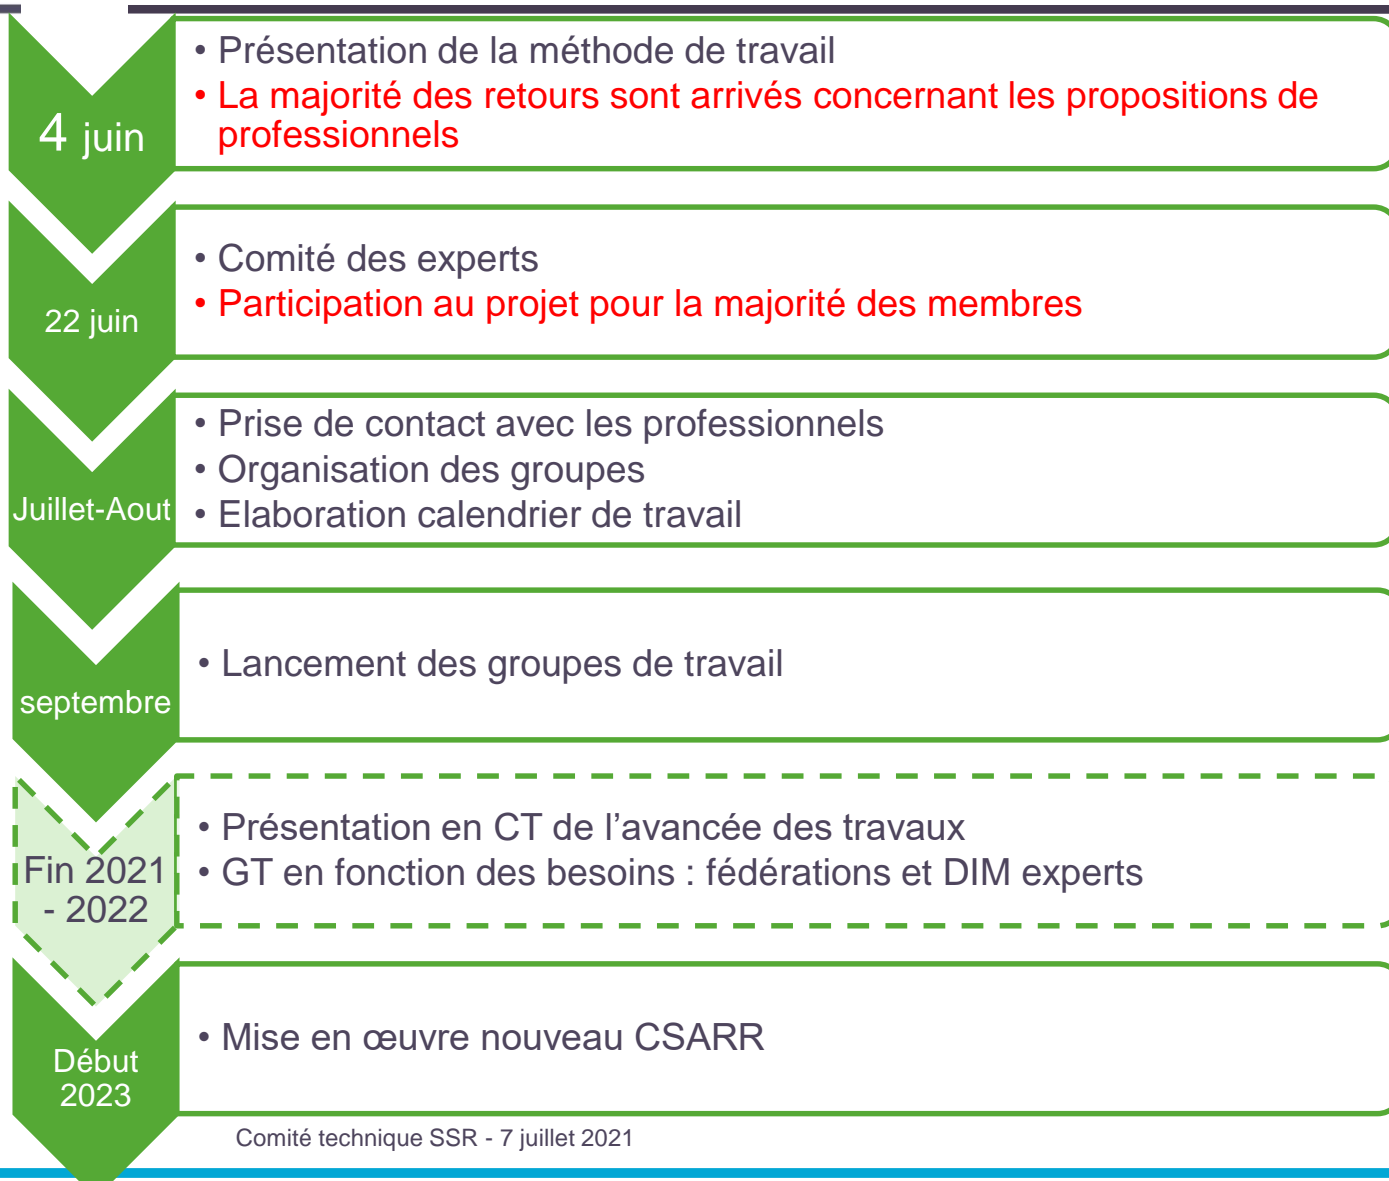 4 juin
• Présentation de la méthode de travail
• La majorité des retours sont arrivés concernant les propositions de
professionnels
22 juin
• Comité des experts
• Participation au projet pour la majorité des membres
Juillet-Aout
• Prise de contact avec les professionnels
• Organisation des groupes
• Elaboration calendrier de travail
septembre
• Lancement des groupes de travail
Fin 2021
- 2022
• Présentation en CT de l'avancée des travaux
• GT en fonction des besoins : fédérations et DIM experts
Début
2023
• Mise en œuvre nouveau CSARR
Comité technique SSR - 7 juillet 2021